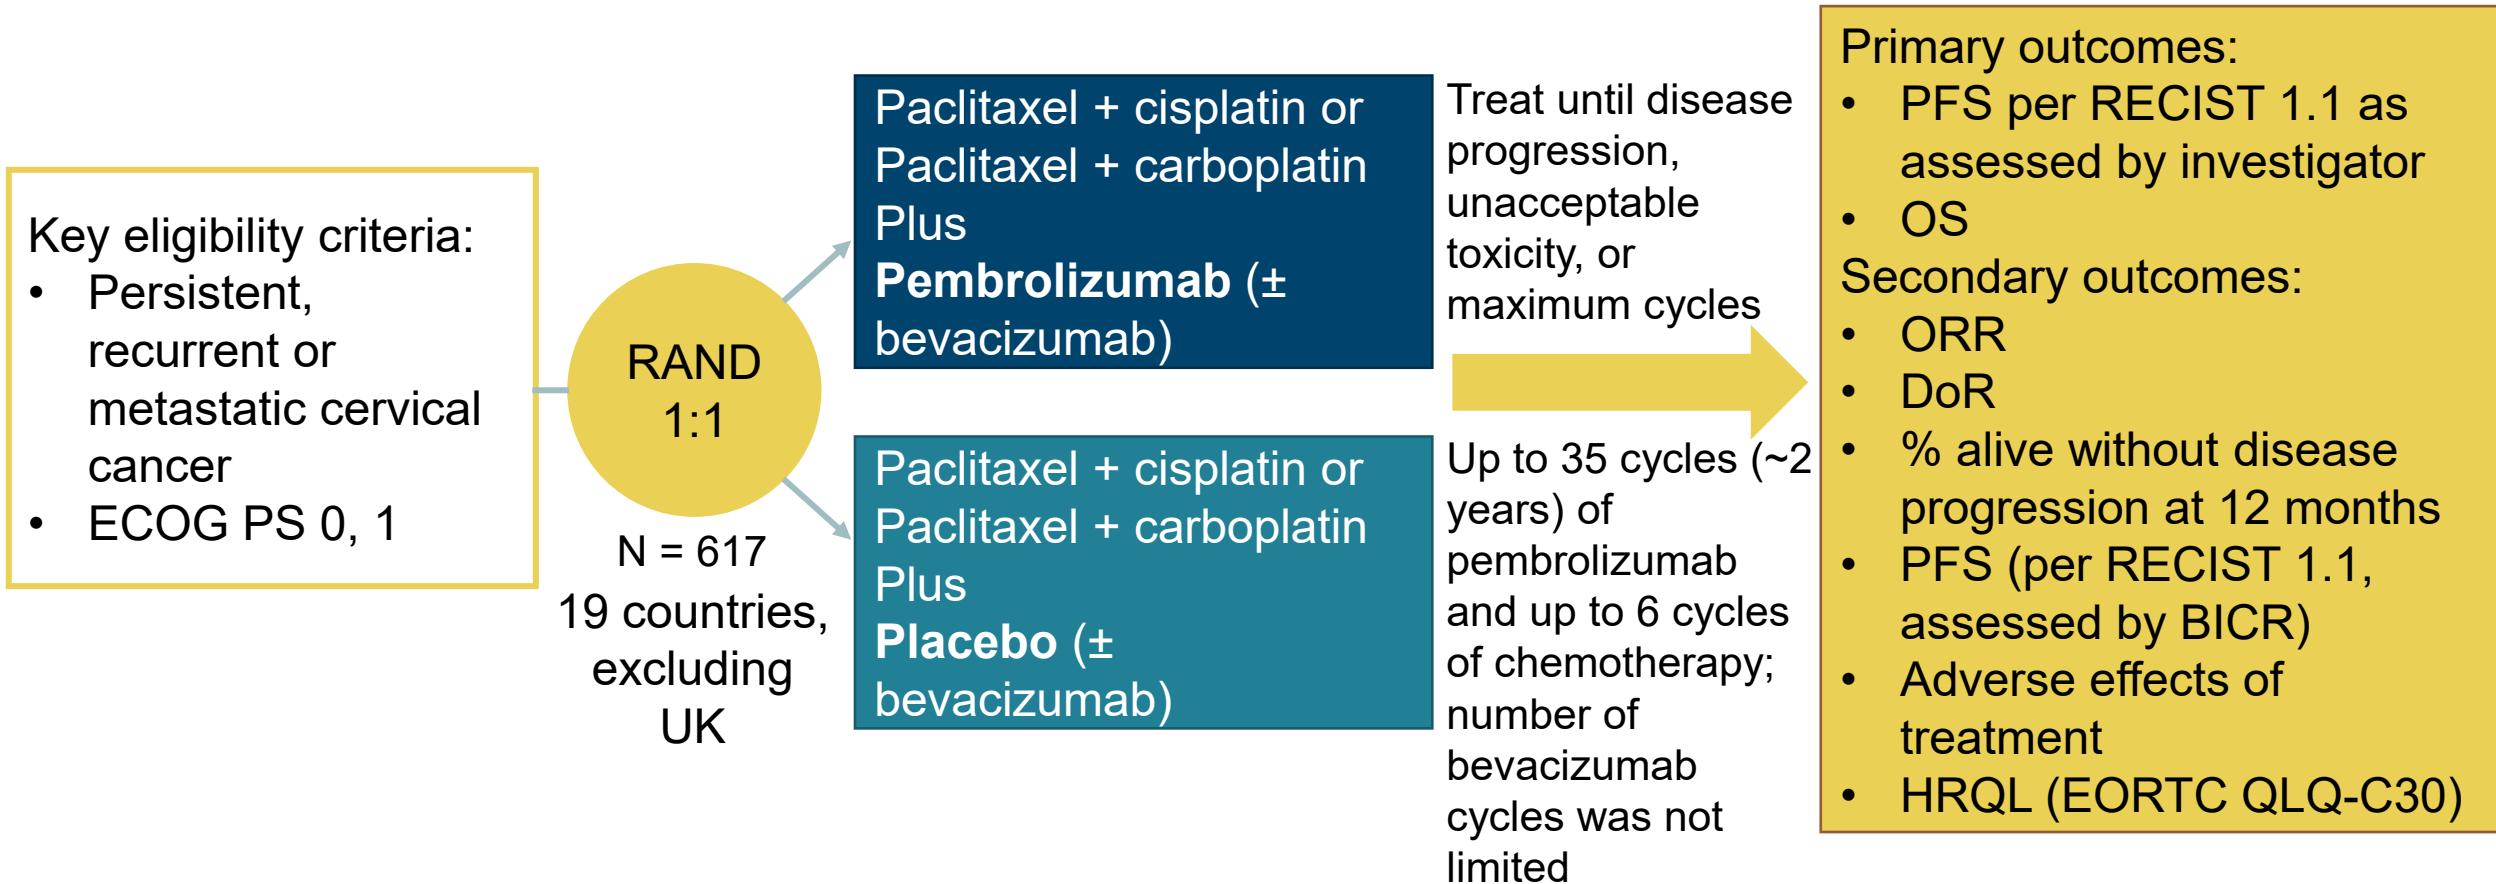 Key eligibility criteria:
• Persistent,
recurrent or
metastatic cervical
cancer
• ECOG PS 0, 1
RAND
1:1
N = 617
19 countries,
excluding
UK
Paclitaxel + cisplatin or
Paclitaxel + carboplatin
Plus
Pembrolizumab (±
bevacizumab)
Paclitaxel + cisplatin or
Paclitaxel + carboplatin
Plus
Placebo (±
bevacizumab)
Treat until disease
progression,
unacceptable
toxicity, or
maximum cycles
Up to 35 cycles (~2
years) of
pembrolizumab
and up to 6 cycles
of chemotherapy;
number of
bevacizumab
cycles was not
limited
Primary outcomes:
• PFS per RECIST 1.1 as
assessed by investigator
• OS
Secondary outcomes:
• ORR
• DoR
• % alive without disease
progression at 12 months
• PFS (per RECIST 1.1,
assessed by BICR)
• Adverse effects of
treatment
• HRQL (EORTC QLQ-C30)